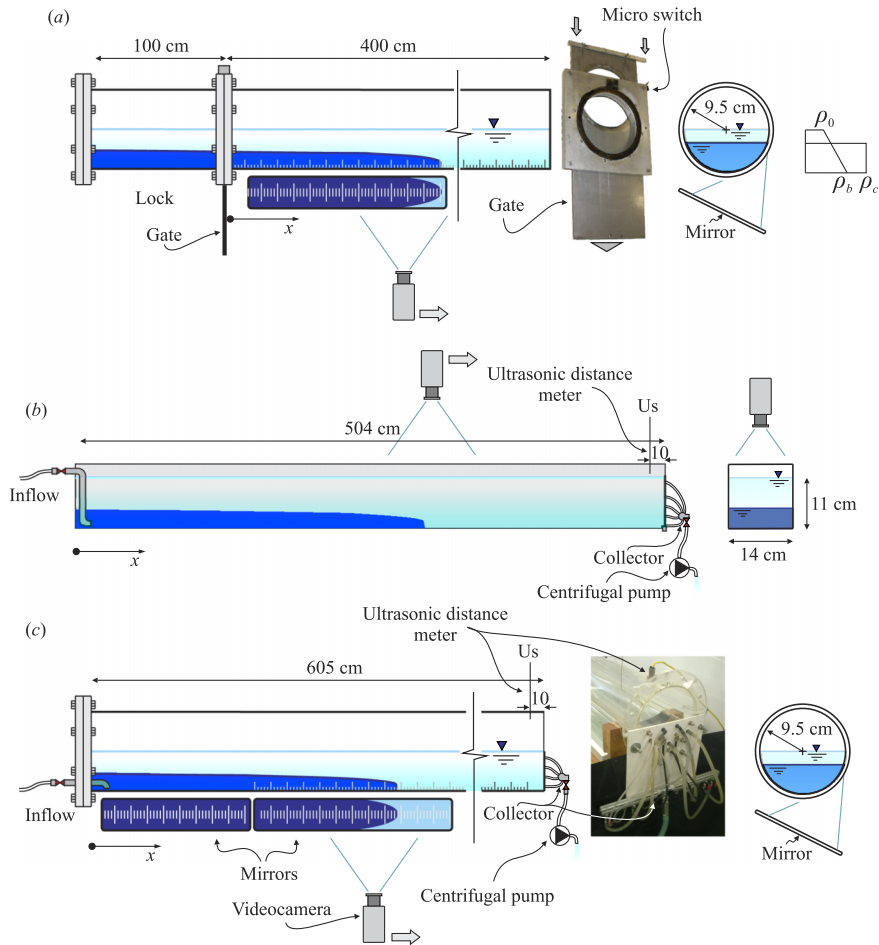 (a)
Micro switch
100 cm
400 cm
9.5 cm
ρ0
ρb ρc
Lock
Gate
x
Gate
Mirror
(b)
Ultrasonic distance
meter
Us
504 cm
10
Inflow
11 cm
14 cm
x
Collector
Centrifugal pump
(c)
Ultrasonic distance
meter
Us
605 cm
10
9.5 cm
Inflow
Collector
x
Mirrors
Mirror
Centrifugal pump
Videocamera